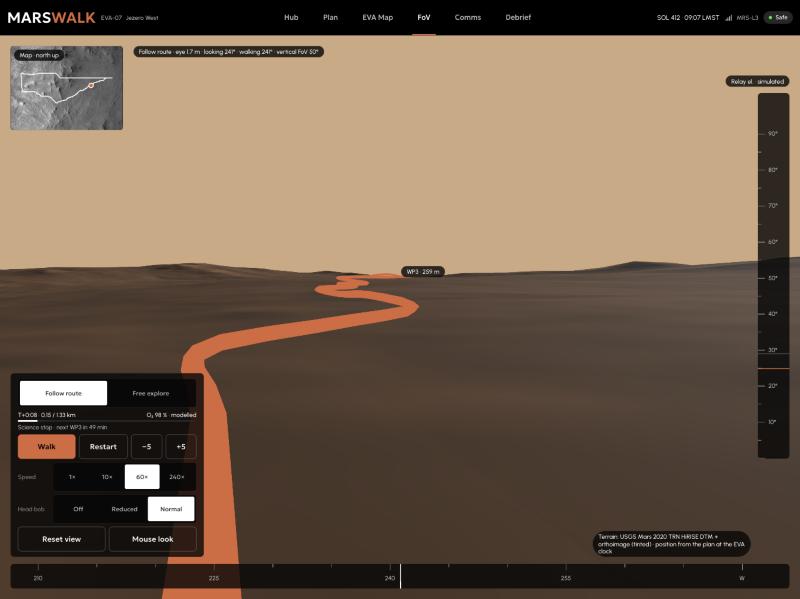 MARSWALK EVA-07 Jezero West Hub Plan EVA Map FoV Comms Debrief SOL 412 · 09:07 LMST MRS-L3 Safe
Map · north up
Follow route · eye 1.7 m · looking 241° · walking 241° · vertical FoV 50°
Relay el. · simulated
90°
80°
70°
60°
50°
40°
30°
20°
10°
WP3 · 259 m
Follow route Free explore
T+0:08 · 0.15 / 1.33 km O₂ 98 % · modelled
Science stop · next WP3 in 49 min
Walk Restart −5 +5
Speed 1× 10× 60× 240×
Head bob Off Reduced Normal
Reset view Mouse look
Terrain: USGS Mars 2020 TRN HiRISE DTM +
orthoimage (tinted) · position from the plan at the EVA
clock
210 225 240 255 W